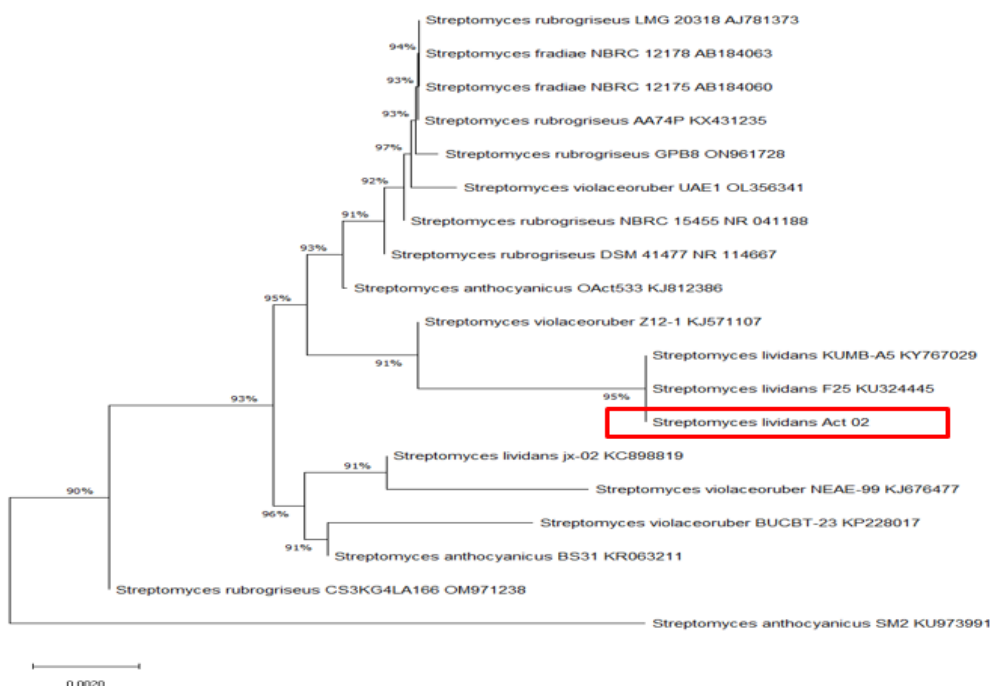 Streptomyces rubrogriseus LMG 20318 AJ781373
94%
Streptomyces fradiae NBRC 12178 AB184063
93%
Streptomyces fradiae NBRC 12175 AB184060
93%
Streptomyces rubrogriseus AA74P KX431235
97%
Streptomyces rubrogriseus GPB8 ON961728
92%
Streptomyces violaceoruber UAE1 OL356341
91%
Streptomyces rubrogriseus NBRC 15455 NR 041188
93%
Streptomyces rubrogriseus DSM 41477 NR 114667
Streptomyces anthocyanicus OAct533 KJ812386
95%
Streptomyces violaceoruber Z12-1 KJ571107
91%
Streptomyces lividans KUMB-A5 KY767029
Streptomyces lividans F25 KU324445
95%
93%
Streptomyces lividans Act 02
Streptomyces lividans jx-02 KC898819
91%
Streptomyces violaceoruber NEAE-99 KJ676477
90%
96%
Streptomyces violaceoruber BUCBT-23 KP228017
91%
Streptomyces anthocyanicus BS31 KR063211
Streptomyces rubrogriseus CS3KG4LA166 OM971238
Streptomyces anthocyanicus SM2 KU973991
0.0020